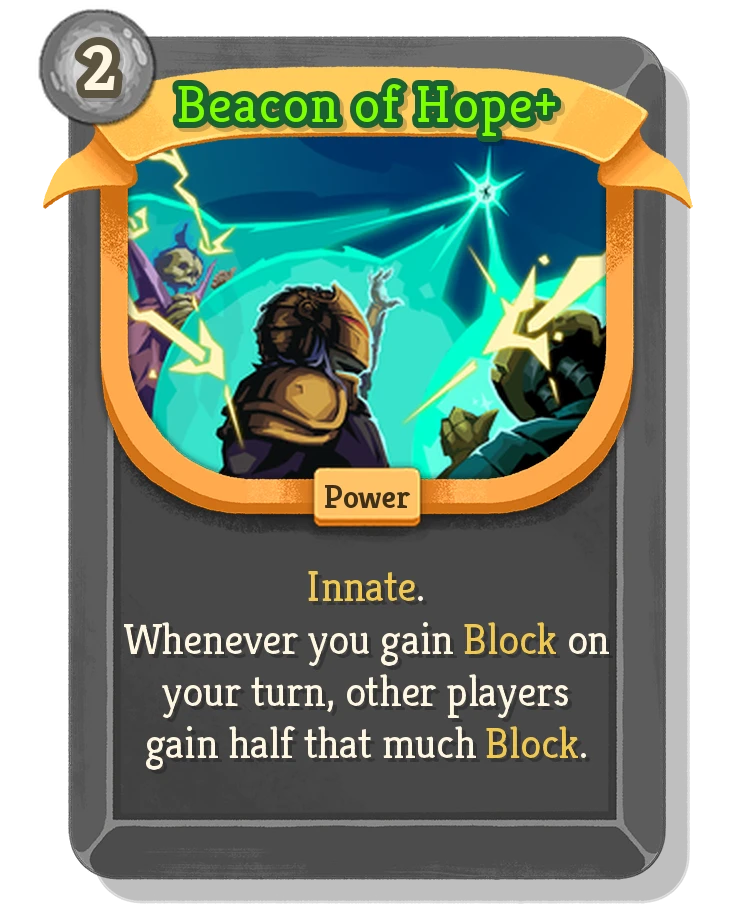 2
Beacon of Hope+
Power
Innate.
Whenever you gain Block on
your turn, other players
gain half that much Block.